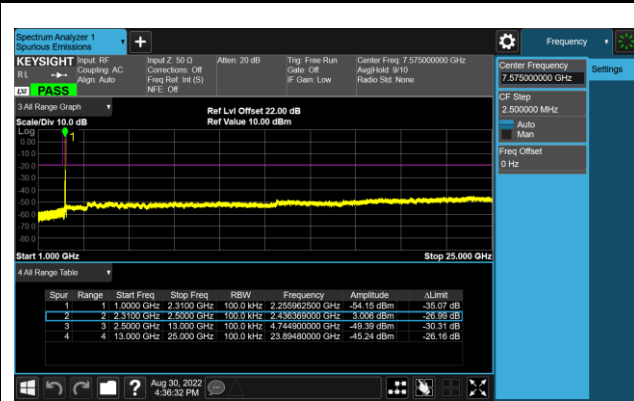 Spectrum Analyzer 1
Spurious Emissions
Frequency
KEYSIGHT
RL
LXI
PASS
Input: RF
Coupling: AC
Align: Auto
Input Z: 50 Ω
Corrections: Off
Freq Ref: Int (S)
NFE: Off
Atten: 20 dB
Trig: Free Run
Gate: Off
IF Gain: Low
Center Freq: 7.575000000 GHz
Avg|Hold: 9/10
Radio Std: None
Center Frequency
7.575000000 GHz
Settings
CF Step
2.500000 MHz
Auto
Man
Freq Offset
0 Hz
3 All Range Graph
Scale/Div 10.0 dB
Ref Lvl Offset 22.00 dB
Ref Value 10.00 dBm
Log
1
0.00
-10.0
-20.0
-30.0
-40.0
-50.0
-60.0
-70.0
-80.0
Start 1.000 GHz
Stop 25.000 GHz
4 All Range Table
Spur Range Start Freq Stop Freq RBW Frequency Amplitude ΔLimit
1 1 1.0000 GHz 2.3100 GHz 100.0 kHz 2.255962500 GHz -54.15 dBm -35.07 dB
2 2 2.3100 GHz 2.5000 GHz 100.0 kHz 2.436369000 GHz 3.006 dBm -26.99 dB
3 3 2.5000 GHz 13.000 GHz 100.0 kHz 4.744900000 GHz -49.39 dBm -30.31 dB
4 4 13.000 GHz 25.000 GHz 100.0 kHz 23.89480000 GHz -45.24 dBm -26.16 dB
Aug 30, 2022
4:36:32 PM